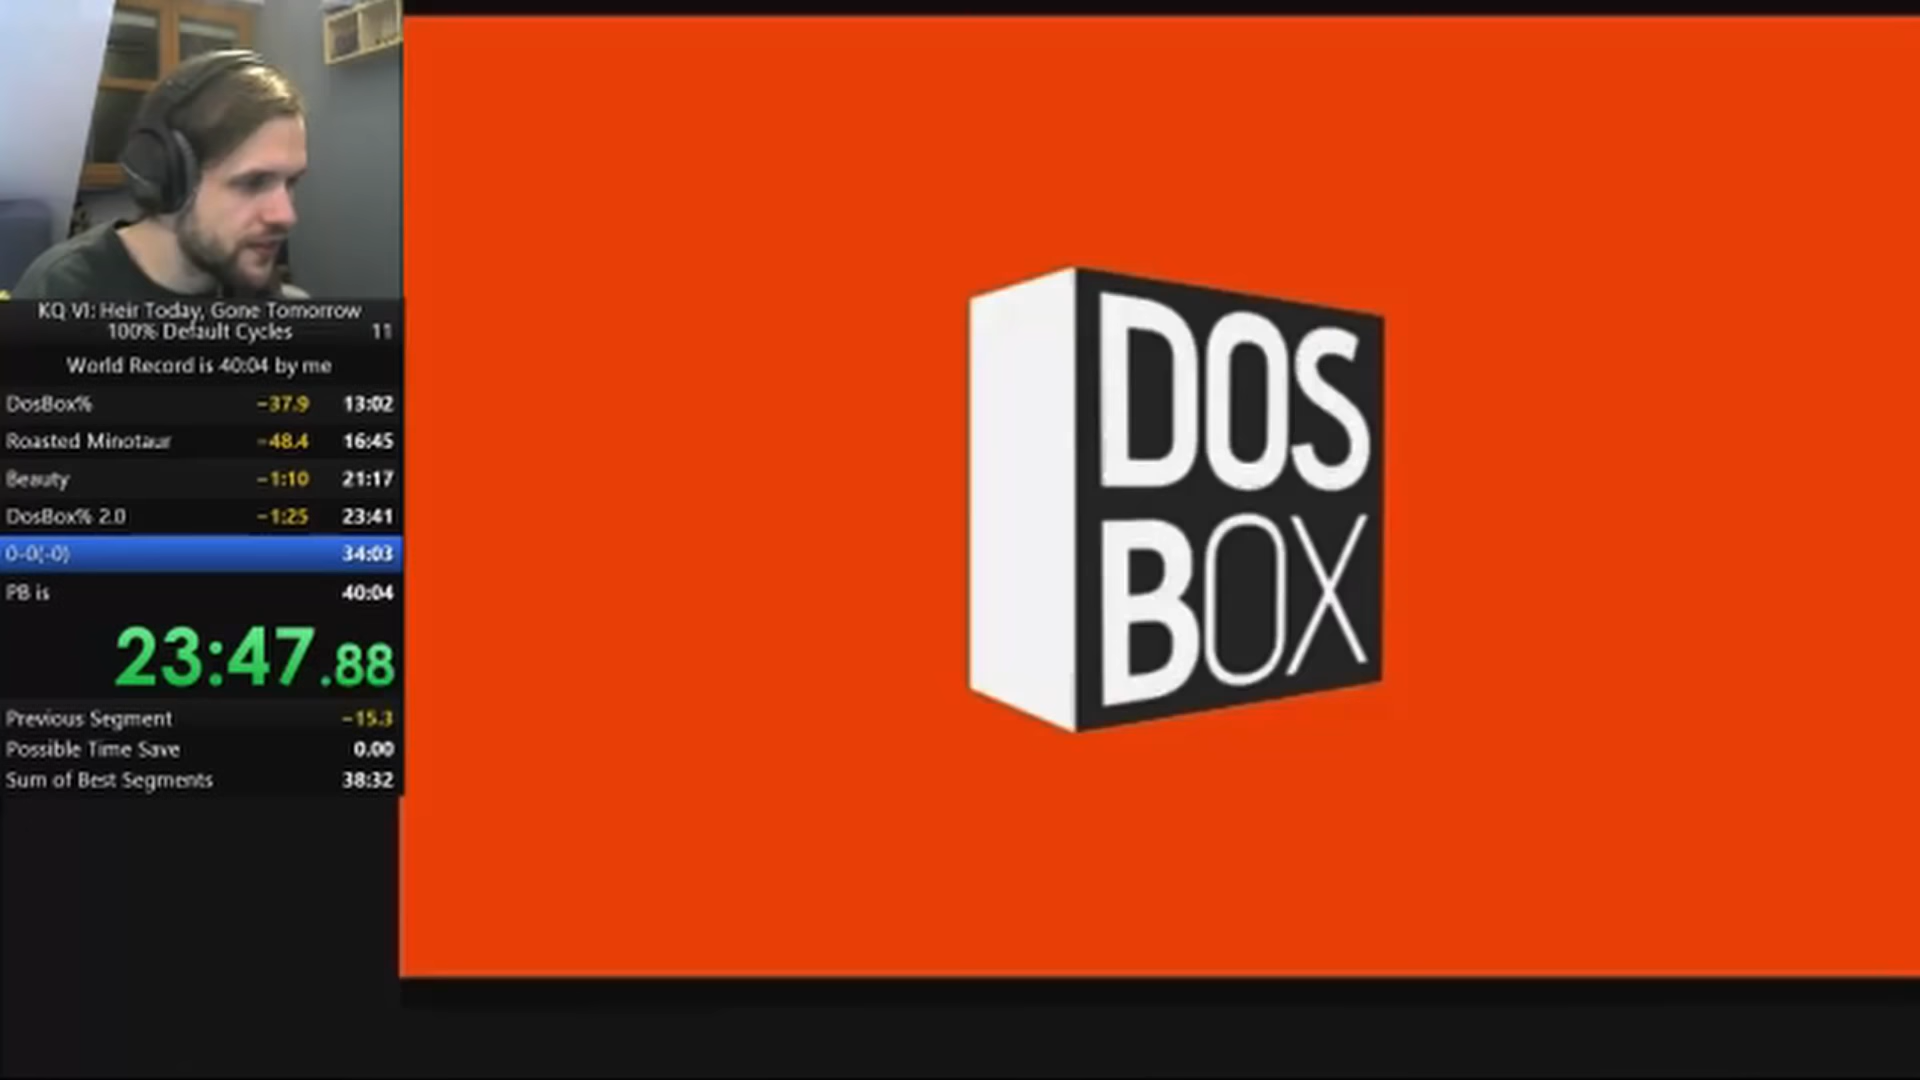 KQ VI: Heir Today, Gone Tomorrow
100% Default Cycles 11
World Record is 40:04 by me
DosBox% -37.9 13:02
Roasted Minotaur -48.4 16:45
Beauty -1:10 21:17
DosBox% 2.0 -1:25 23:41
0-0(-0) 34:03
PB is 40:04
23:47.88
Previous Segment -15.3
Possible Time Save 0.00
Sum of Best Segments 38:32
DOS
BOX